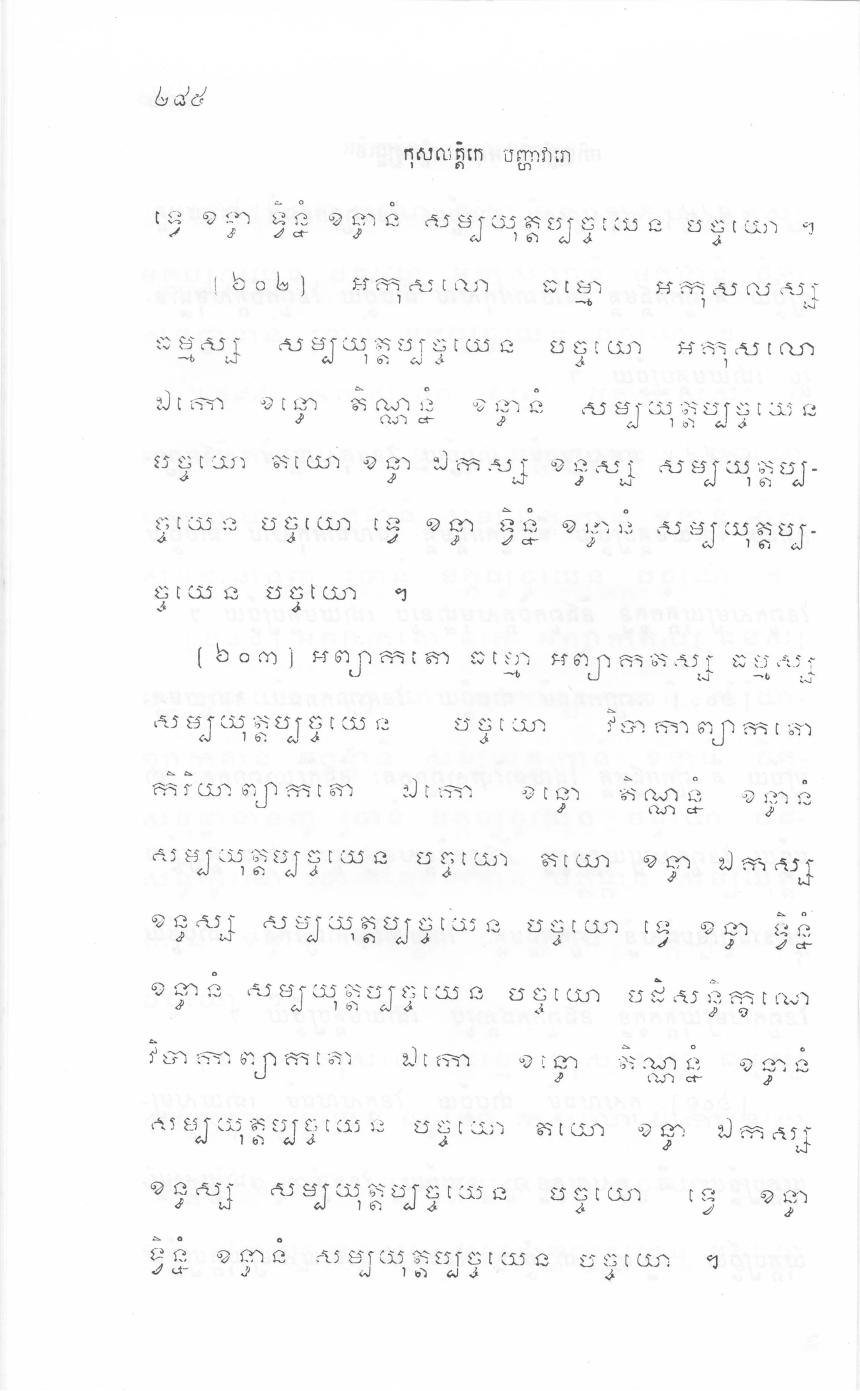 ២៨៥
កុសលត្តិកេ បញ្ហាវារោ
ទ្វេ ខន្ធា ទ្វិន្នំ ខន្ធានំ សម្បយុត្តប្បច្ចយេន បច្ចយោ ។
[៦០២] អកុសលោ ធម្មោ អកុសលស្ស
ធម្មស្ស សម្បយុត្តប្បច្ចយេន បច្ចយោ អកុសលោ
ឯកោ ខន្ធោ តិណ្ណន្នំ ខន្ធានំ សម្បយុត្តប្បច្ចយេន
បច្ចយោ តយោ ខន្ធា ឯកស្ស ខន្ធស្ស សម្បយុត្តប្ប-
ច្ចយេន បច្ចយោ ទ្វេ ខន្ធា ទ្វិន្នំ ខន្ធានំ សម្បយុត្តប្ប-
ច្ចយេន បច្ចយោ ។
[៦០៣] អព្យាកតោ ធម្មោ អព្យាកតស្ស ធម្មស្ស
សម្បយុត្តប្បច្ចយេន បច្ចយោ វិបាកាព្យាកតោ
កិរិយាព្យាកតោ ឯកោ ខន្ធោ តិណ្ណន្នំ ខន្ធានំ
សម្បយុត្តប្បច្ចយេន បច្ចយោ តយោ ខន្ធា ឯកស្ស
ខន្ធស្ស សម្បយុត្តប្បច្ចយេន បច្ចយោ ទ្វេ ខន្ធា ទ្វិន្នំ
ខន្ធានំ សម្បយុត្តប្បច្ចយេន បច្ចយោ បដិសន្ធិក្ខណេ
វិបាកាព្យាកតោ ឯកោ ខន្ធោ តិណ្ណន្នំ ខន្ធានំ
សម្បយុត្តប្បច្ចយេន បច្ចយោ តយោ ខន្ធា ឯកស្ស
ខន្ធស្ស សម្បយុត្តប្បច្ចយេន បច្ចយោ ទ្វេ ខន្ធា
ទ្វិន្នំ ខន្ធានំ សម្បយុត្តប្បច្ចយេន បច្ចយោ ។